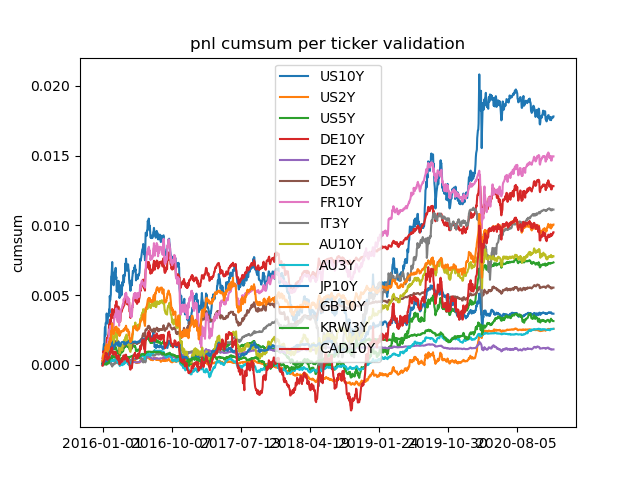 pnl cumsum per ticker validation
cumsum
0.020
0.015
0.010
0.005
0.000
US10Y
US2Y
US5Y
DE10Y
DE2Y
DE5Y
FR10Y
IT3Y
AU10Y
AU3Y
JP10Y
GB10Y
KRW3Y
CAD10Y
2016-01-01 2016-10-07 2017-07-13 2018-04-19 2019-01-24 2019-10-30 2020-08-05